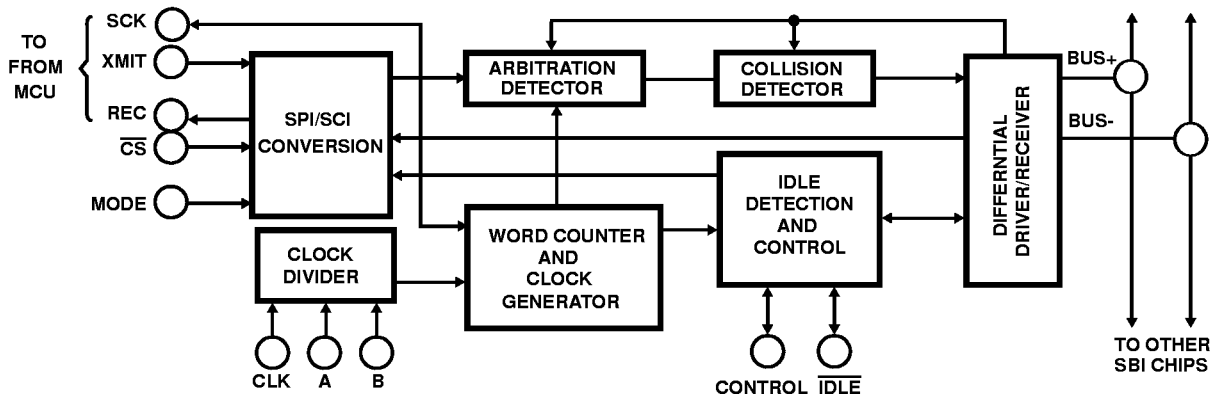 TO
FROM
MCU
SCK
XMIT
REC
CS
MODE
SPI/SCI
CONVERSION
ARBITRATION
DETECTOR
COLLISION
DETECTOR
DIFFERNTIAL
DRIVER/RECEIVER
BUS+
BUS-
IDLE
DETECTION
AND
CONTROL
CLOCK
DIVIDER
WORD COUNTER
AND
CLOCK
GENERATOR
CLK
A
B
CONTROL
IDLE
TO OTHER
SBI CHIPS